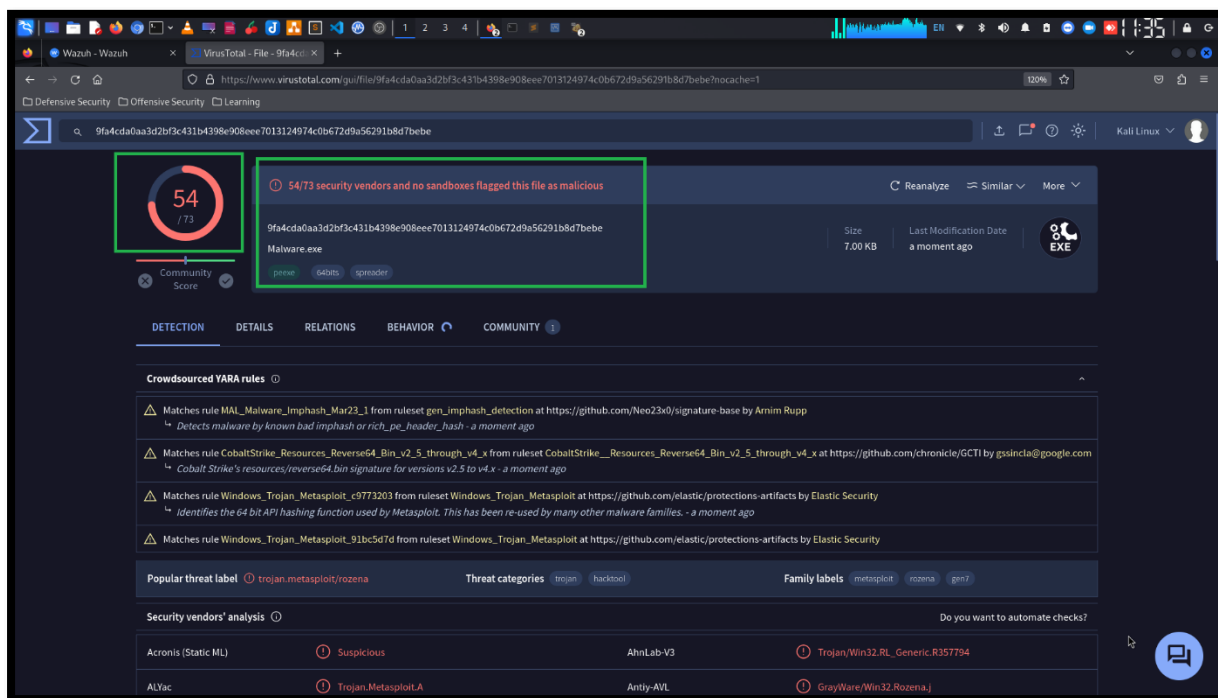 1 2 3 4 EN 11:35
Wazuh - Wazuh × VirusTotal - File - 9fa4cd × +
https://www.virustotal.com/gui/file/9fa4cda0aa3d2bf3c431b4398e908eee7013124974c0b672d9a56291b8d7bebe?nocache=1 120%
Defensive Security Offensive Security Learning
9fa4cda0aa3d2bf3c431b4398e908eee7013124974c0b672d9a56291b8d7bebe Kali Linux
54
/ 73
Community
Score
54/73 security vendors and no sandboxes flagged this file as malicious
Reanalyze Similar More
9fa4cda0aa3d2bf3c431b4398e908eee7013124974c0b672d9a56291b8d7bebe
Malware.exe
peexe 64bits spreader
Size
7.00 KB
Last Modification Date
a moment ago
EXE
DETECTION DETAILS RELATIONS BEHAVIOR COMMUNITY 1
Crowdsourced YARA rules
Matches rule MAL_Malware_Imphash_Mar23_1 from ruleset gen_imphash_detection at https://github.com/Neo23x0/signature-base by Arnim Rupp
Detects malware by known bad imphash or rich_pe_header_hash - a moment ago
Matches rule CobaltStrike_Resources_Reverse64_Bin_v2_5_through_v4_x from ruleset CobaltStrike__Resources_Reverse64_Bin_v2_5_through_v4_x at https://github.com/chronicle/GCTI by gssincla@google.com
Cobalt Strike's resources/reverse64.bin signature for versions v2.5 to v4.x - a moment ago
Matches rule Windows_Trojan_Metasploit_c9773203 from ruleset Windows_Trojan_Metasploit at https://github.com/elastic/protections-artifacts by Elastic Security
Identifies the 64 bit API hashing function used by Metasploit. This has been re-used by many other malware families. - a moment ago
Matches rule Windows_Trojan_Metasploit_91bc5d7d from ruleset Windows_Trojan_Metasploit at https://github.com/elastic/protections-artifacts by Elastic Security
Popular threat label trojan.metasploit/rozena Threat categories trojan hacktool Family labels metasploit rozena gen7
Security vendors' analysis Do you want to automate checks?
Acronis (Static ML) Suspicious AhnLab-V3 Trojan/Win32.RL_Generic.R357794
ALYac Trojan.Metasploit.A Antiy-AVL GrayWare/Win32.Rozena.j